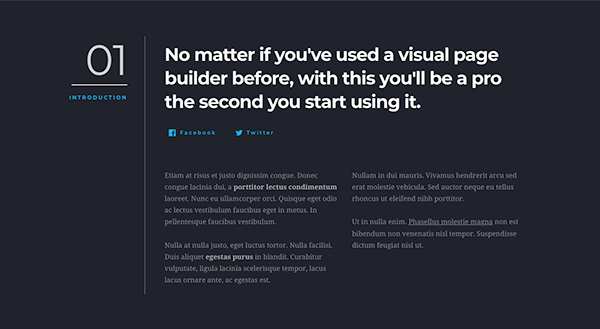 01
INTRODUCTION
No matter if you've used a visual page
builder before, with this you'll be a pro
the second you start using it.
Facebook Twitter
Etiam at risus et justo dignissim congue. Donec
congue lacinia dui, a porttitor lectus condimentum
laoreet. Nunc eu ullamcorper orci. Quisque eget odio
ac lectus vestibulum faucibus eget in metus. In
pellentesque faucibus vestibulum.
Nulla at nulla justo, eget luctus tortor. Nulla facilisi.
Duis aliquet egestas purus in blandit. Curabitur
vulputate, ligula lacinia scelerisque tempor, lacus
lacus ornare ante, ac egestas est.
Nullam in dui mauris. Vivamus hendrerit arcu sed
erat molestie vehicula. Sed auctor neque eu tellus
rhoncus ut eleifend nibh porttitor.
Ut in nulla enim. Phasellus molestie magna non est
bibendum non venenatis nisl tempor. Suspendisse
dictum feugiat nisl ut.